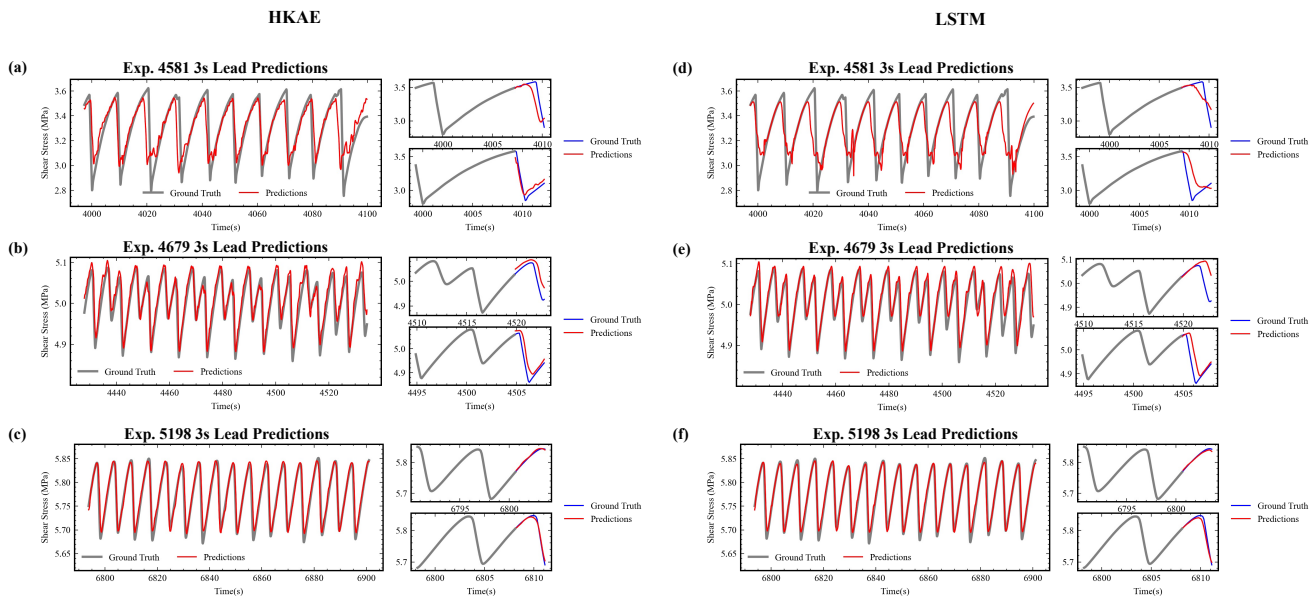 HKAE
LSTM
(a)
Exp. 4581 3s Lead Predictions
Shear Stress (MPa)
3.6
3.4
3.2
3.0
2.8
Ground Truth
Predictions
4000
4020
4040
4060
4080
4100
Time(s)
3.5
3.0
4000
4010
3.5
3.0
4000
4005
4010
Time(s)
Ground Truth
Predictions
(d)
Exp. 4581 3s Lead Predictions
Shear Stress (MPa)
3.6
3.4
3.2
3.0
2.8
Ground Truth
Predictions
4000
4020
4040
4060
4080
4100
Time(s)
3.5
3.0
4000
4010
3.5
3.0
4000
4005
4010
Time(s)
Ground Truth
Predictions
(b)
Exp. 4679 3s Lead Predictions
Shear Stress (MPa)
5.1
5.0
4.9
Ground Truth
Predictions
4440
4460
4480
4500
4520
Time(s)
5.0
4.9
4510
4515
4520
5.0
4.9
4495
4500
4505
Time(s)
Ground Truth
Predictions
(e)
Exp. 4679 3s Lead Predictions
Shear Stress (MPa)
5.1
5.0
4.9
Ground Truth
Predictions
4440
4460
4480
4500
4520
Time(s)
5.1
5.0
4.9
4510
4515
4520
5.0
4.9
4495
4500
4505
Time(s)
Ground Truth
Predictions
(c)
Exp. 5198 3s Lead Predictions
Shear Stress (MPa)
5.85
5.80
5.75
5.70
5.65
Ground Truth
Predictions
6800
6820
6840
6860
6880
6900
Time(s)
5.8
5.7
6795
6800
5.8
5.7
6800
6805
6810
Time(s)
Ground Truth
Predictions
(f)
Exp. 5198 3s Lead Predictions
Shear Stress (MPa)
5.85
5.80
5.75
5.70
5.65
Ground Truth
Predictions
6800
6820
6840
6860
6880
6900
Time(s)
5.8
5.7
6795
6800
5.8
5.7
6800
6805
6810
Time(s)
Ground Truth
Predictions